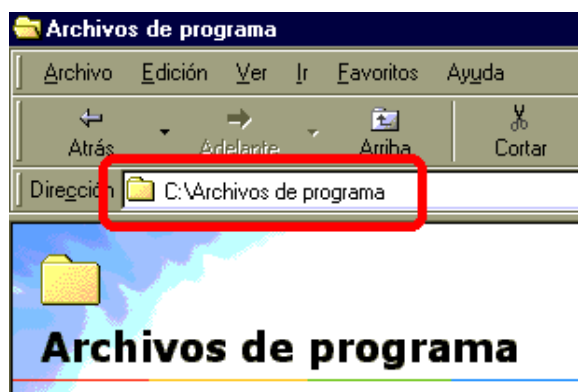 Archivos de programa
Archivo Edición Ver Ir Favoritos Ayuda
Atrás Adelante Arriba Cortar
Dirección C:\Archivos de programa
Archivos de programa